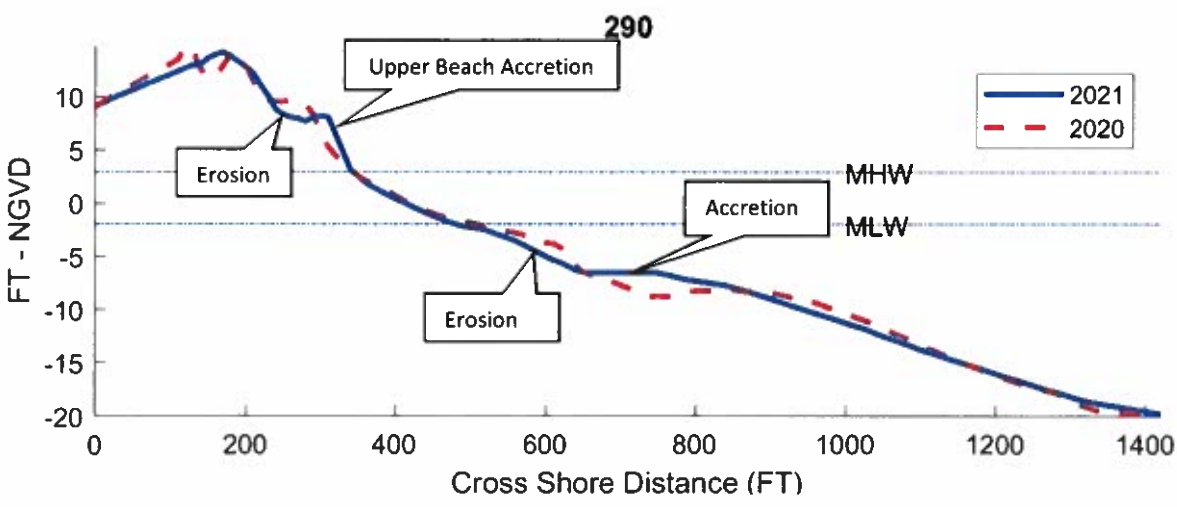 290
Upper Beach Accretion
2021
2020
Erosion
MHW
Accretion
MLW
Erosion
FT - NGVD
10
5
0
-5
-10
-15
-20
0 200 400 600 800 1000 1200 1400
Cross Shore Distance (FT)